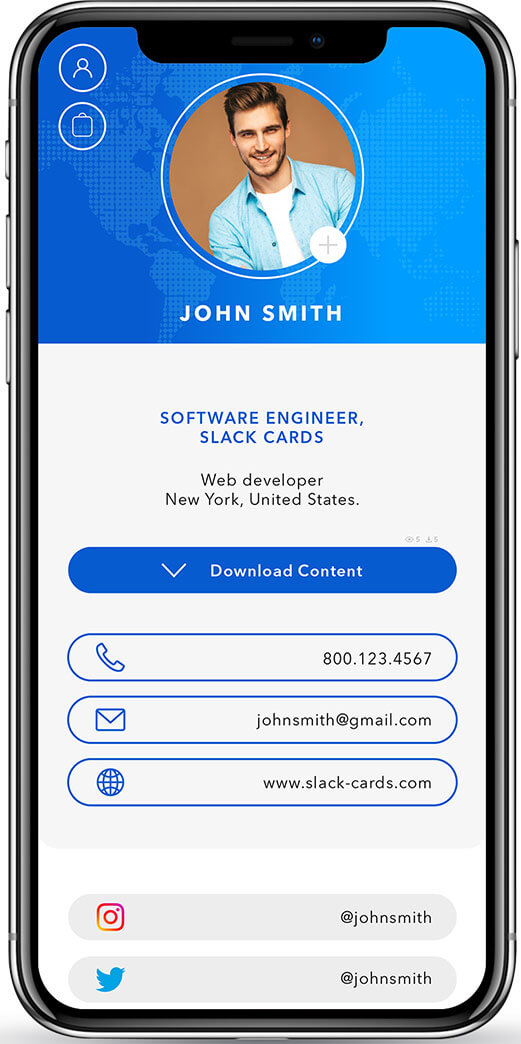 JOHN SMITH
SOFTWARE ENGINEER,
SLACK CARDS
Web developer
New York, United States.
5 5
Download Content
800.123.4567
johnsmith@gmail.com
www.slack-cards.com
@johnsmith
@johnsmith